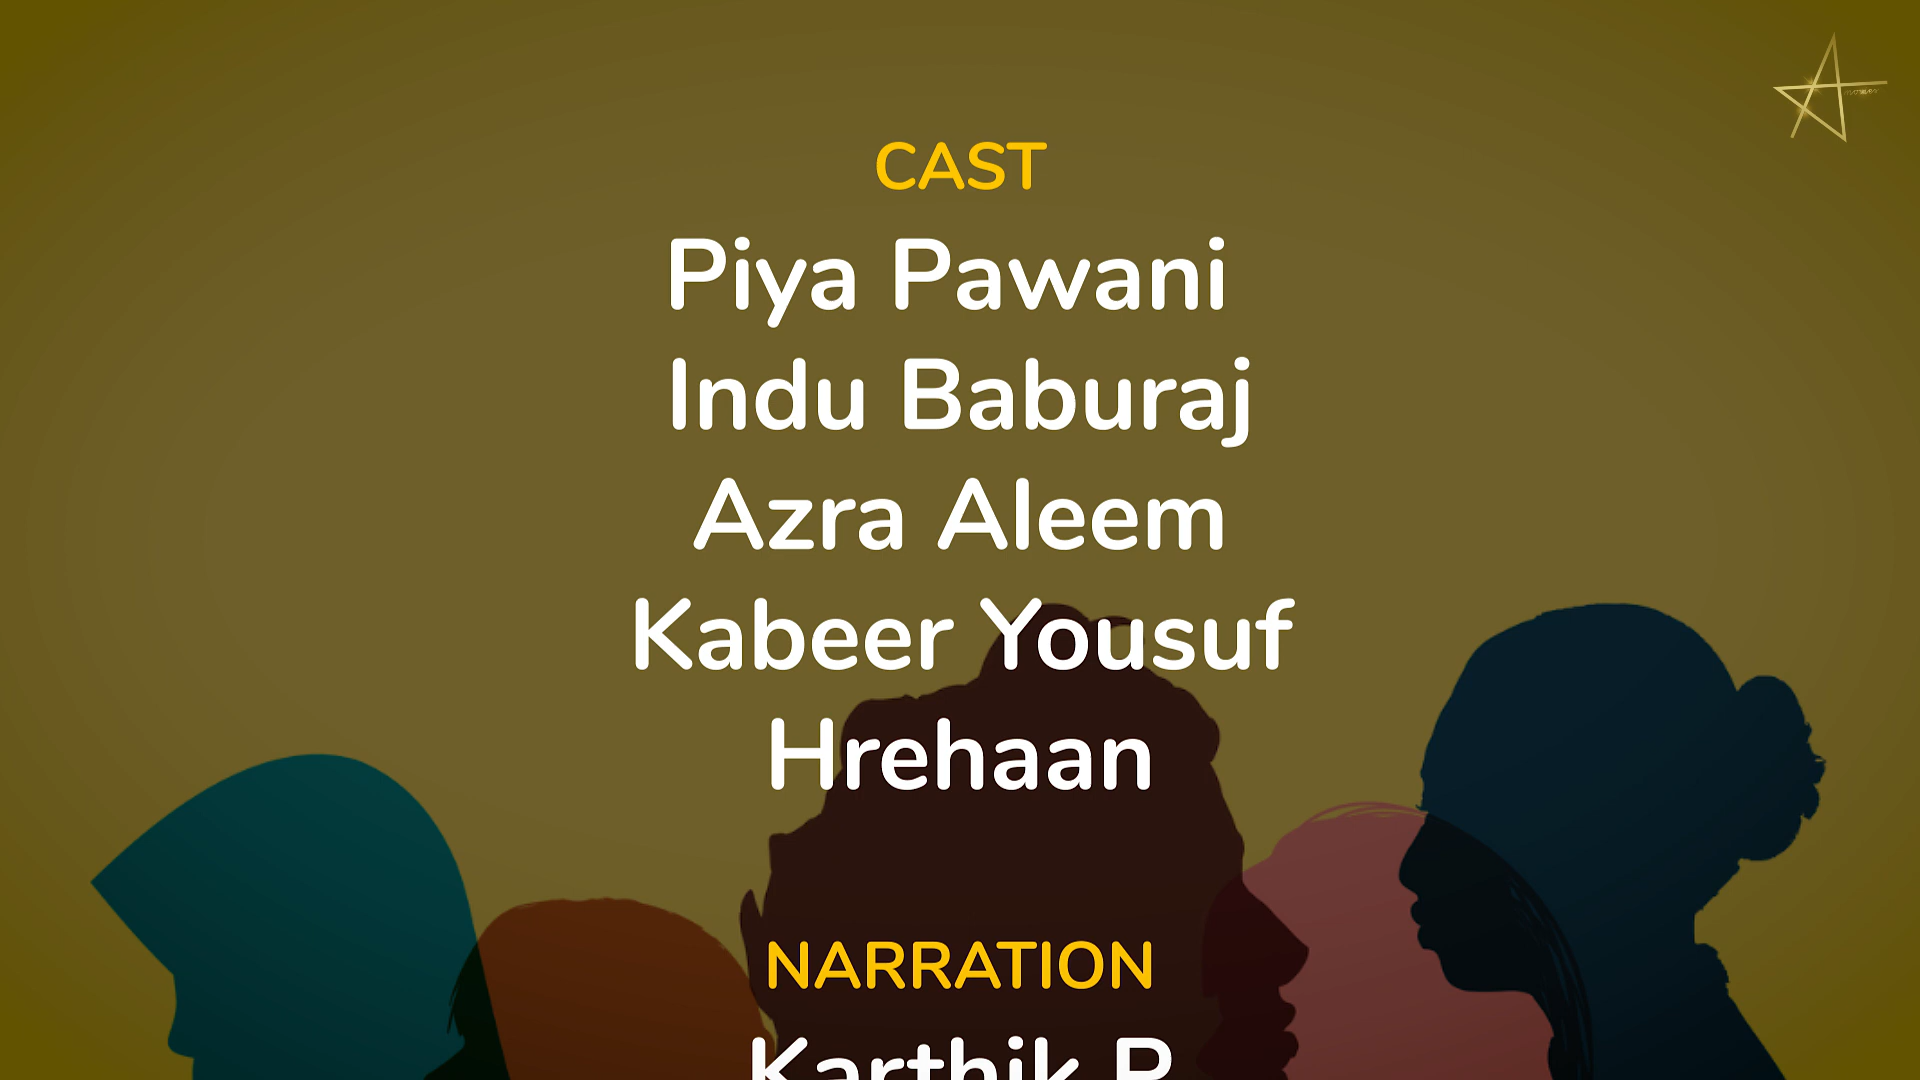 CAST
Piya Pawani
Indu Baburaj
Azra Aleem
Kabeer Yousuf
Hrehaan
NARRATION
Karthik